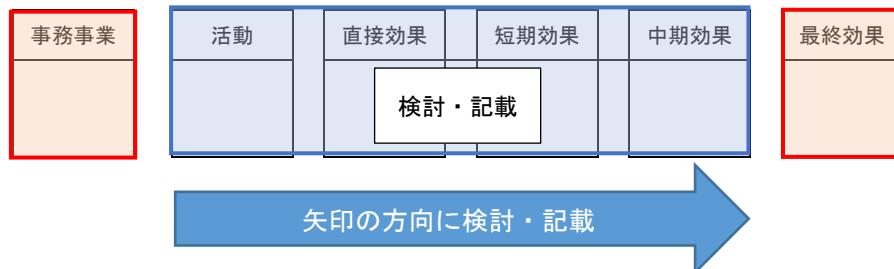 事務事業
活動
直接効果
短期効果
中期効果
最終効果
検討・記載
矢印の方向に検討・記載